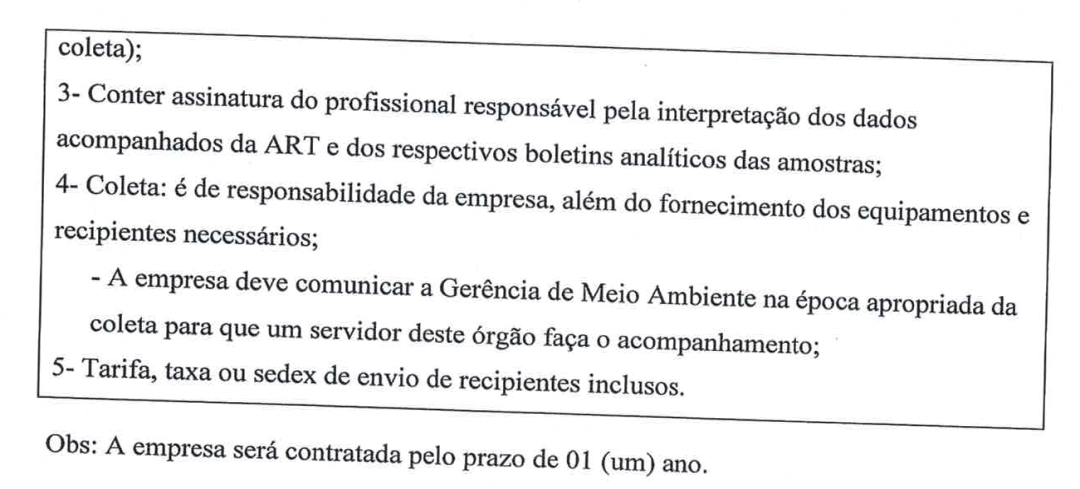 coleta);
3- Conter assinatura do profissional responsável pela interpretação dos dados
acompanhados da ART e dos respectivos boletins analíticos das amostras;
4- Coleta: é de responsabilidade da empresa, além do fornecimento dos equipamentos e
recipientes necessários;
- A empresa deve comunicar a Gerência de Meio Ambiente na época apropriada da
coleta para que um servidor deste órgão faça o acompanhamento;
5- Tarifa, taxa ou sedex de envio de recipientes inclusos.
Obs: A empresa será contratada pelo prazo de 01 (um) ano.